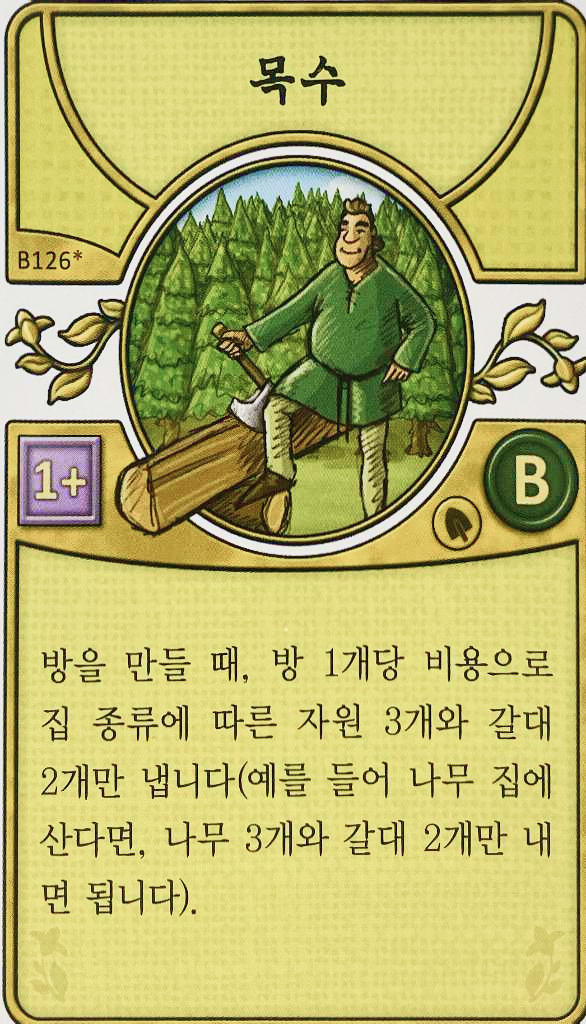 목수
B126*
1+
B
방을 만들 때, 방 1개당 비용으로
집 종류에 따른 자원 3개와 갈대
2개만 냅니다(예를 들어 나무 집에
산다면, 나무 3개와 갈대 2개만 내
면 됩니다).